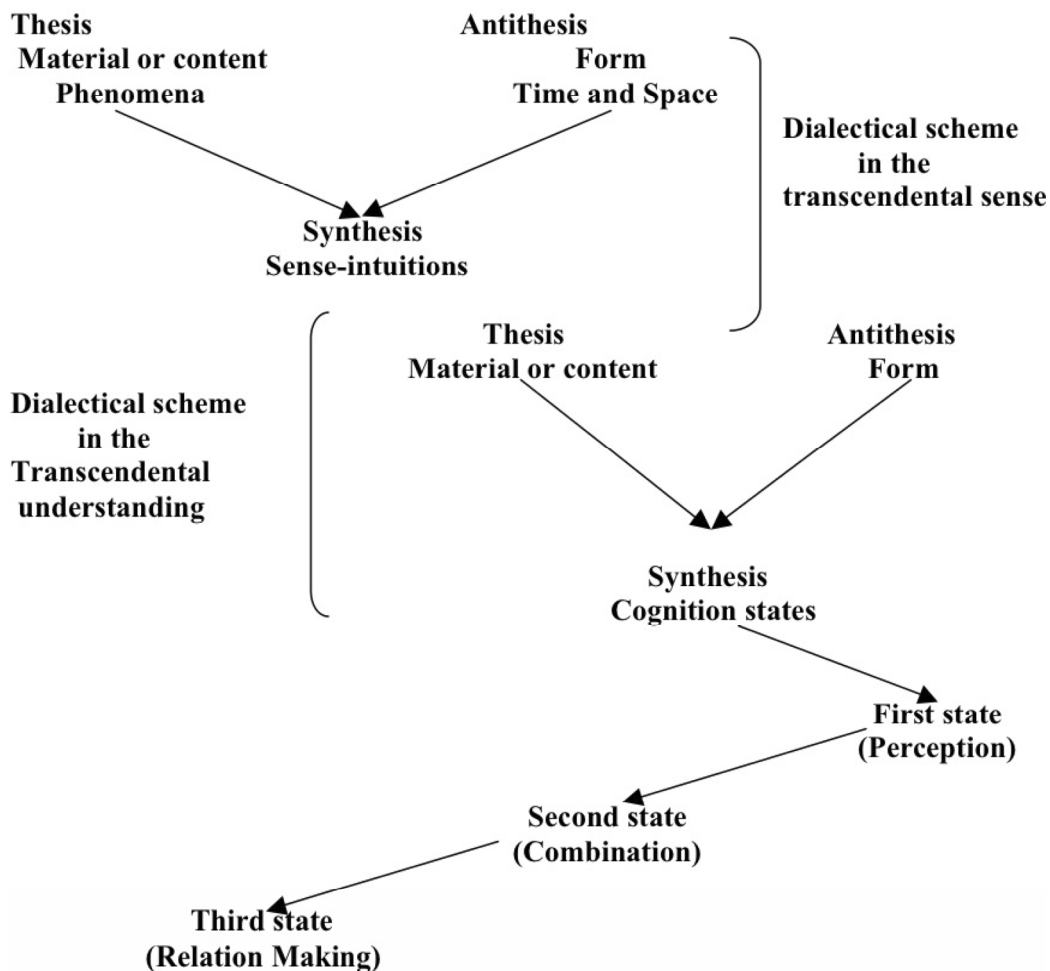 Thesis
Material or content
Phenomena
Antithesis
Form
Time and Space
Dialectical scheme
in the
transcendental sense
Synthesis
Sense-intuitions
Thesis
Material or content
Antithesis
Form
Dialectical scheme
in the
Transcendental
understanding
Synthesis
Cognition states
First state
(Perception)
Second state
(Combination)
Third state
(Relation Making)